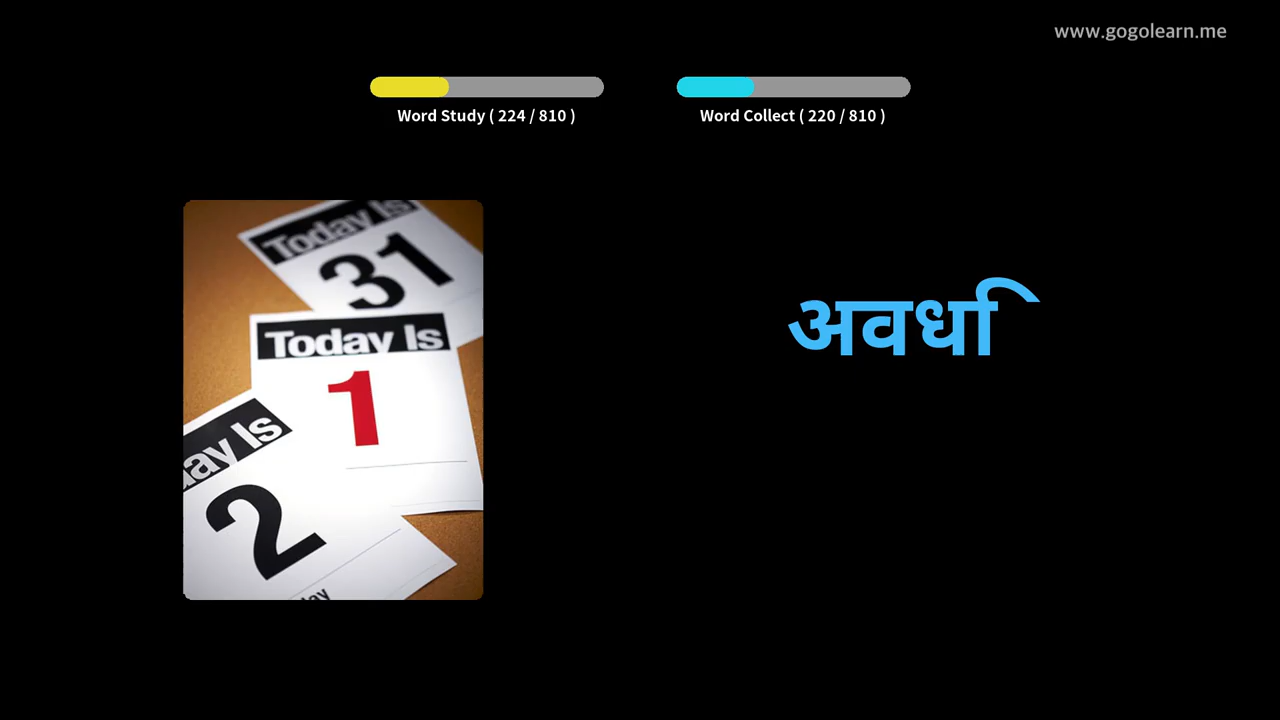 www.gogolearn.me
Word Study ( 224 / 810 )
Word Collect ( 220 / 810 )
Today Is
31
Today Is
1
ay Is
2
अवधि